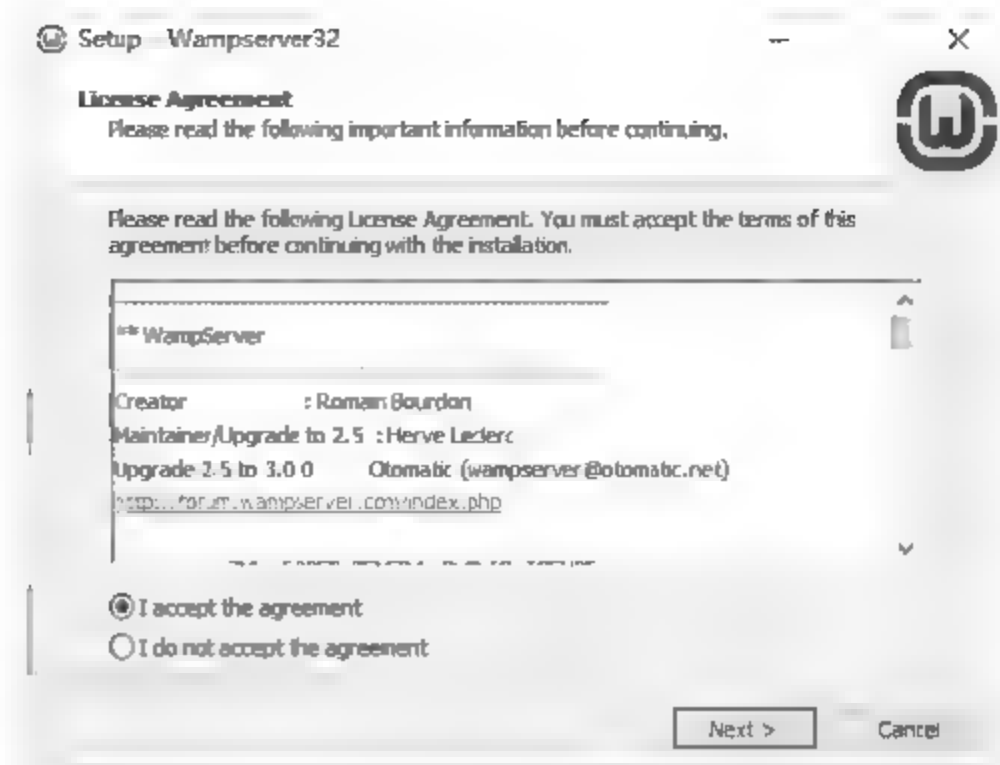 Setup - Wampserver32
License Agreement
Please read the following important information before continuing.
Please read the following License Agreement. You must accept the terms of this
agreement before continuing with the installation.
** WampServer
Creator : Romain Bourdon
Maintainer/Upgrade to 2.5 : Herve Leclerc
Upgrade 2.5 to 3.0.0 Otomatic (wampserver@otomatic.net)
http://forum.wampserver.com/index.php
I accept the agreement
I do not accept the agreement
Next >
Cancel